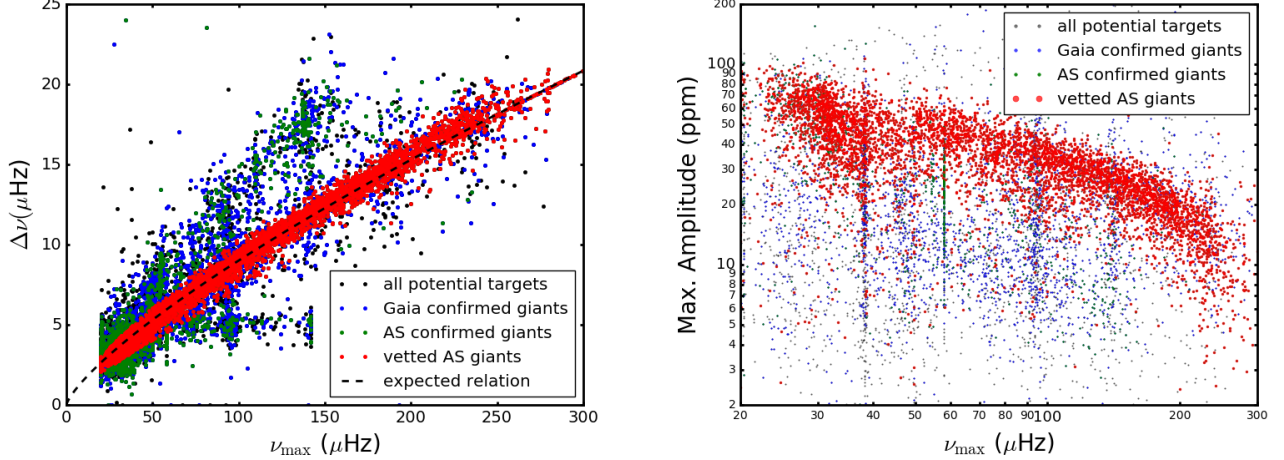 25
20
15
10
5
0
Δν(μHz)
0 50 100 150 200 250 300
ν_max (μHz)
all potential targets
Gaia confirmed giants
AS confirmed giants
vetted AS giants
expected relation
200
100
90
80
70
60
50
40
30
20
10
9
8
7
6
5
4
3
2
Max. Amplitude (ppm)
20 30 40 50 60 70 80 90 100 200 300
ν_max (μHz)
all potential targets
Gaia confirmed giants
AS confirmed giants
vetted AS giants